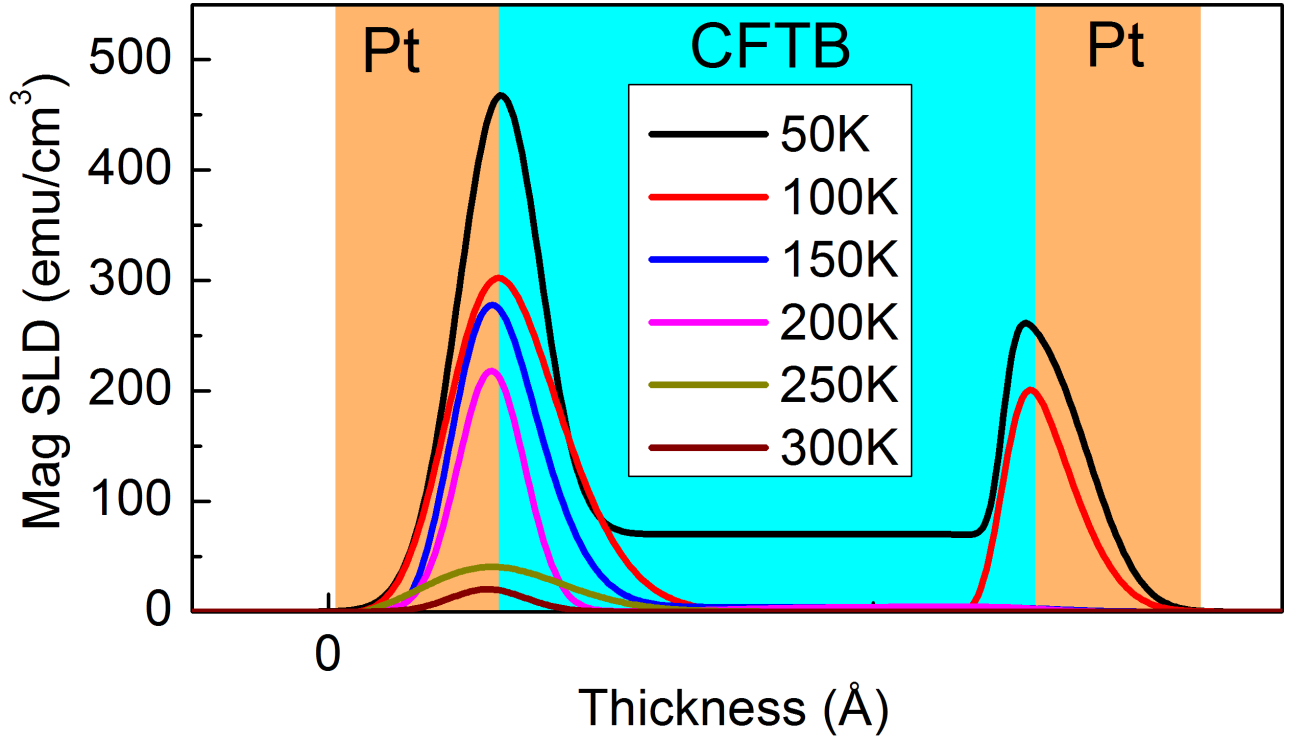 Pt
CFTB
Pt
500
400
300
200
100
0
Mag SLD (emu/cm³)
50K
100K
150K
200K
250K
300K
0
Thickness (Å)